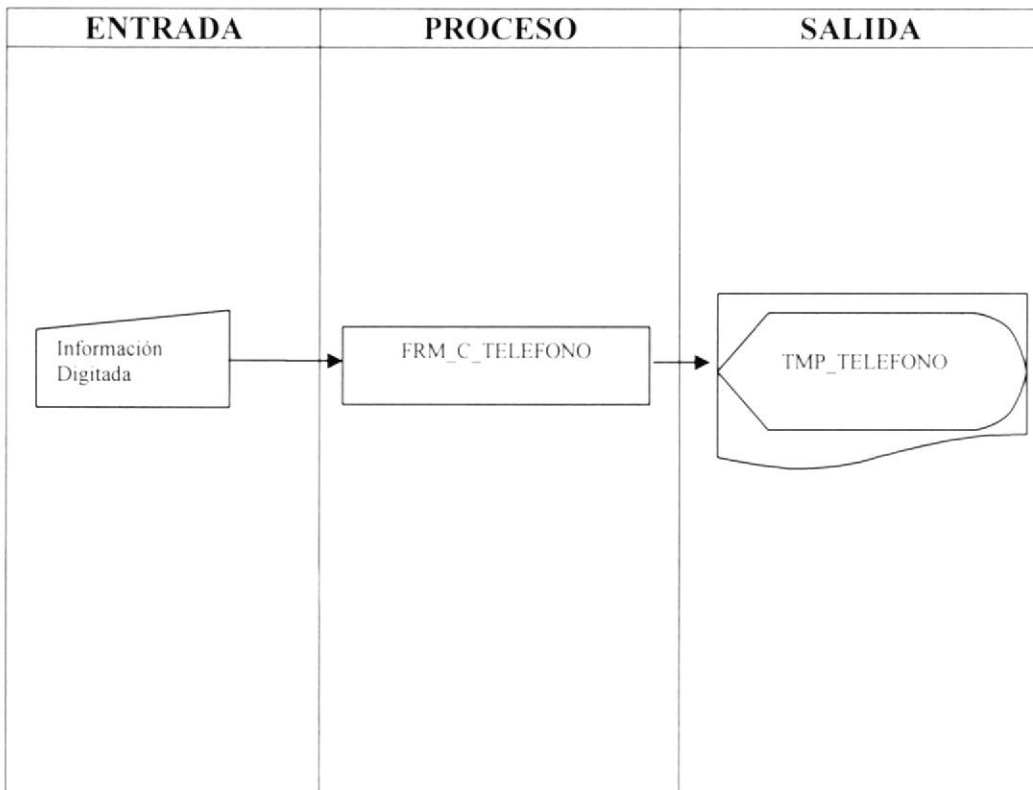 ENTRADA
PROCESO
SALIDA
Información
Digitada
FRM_C_TELEFONO
TMP_TELEFONO